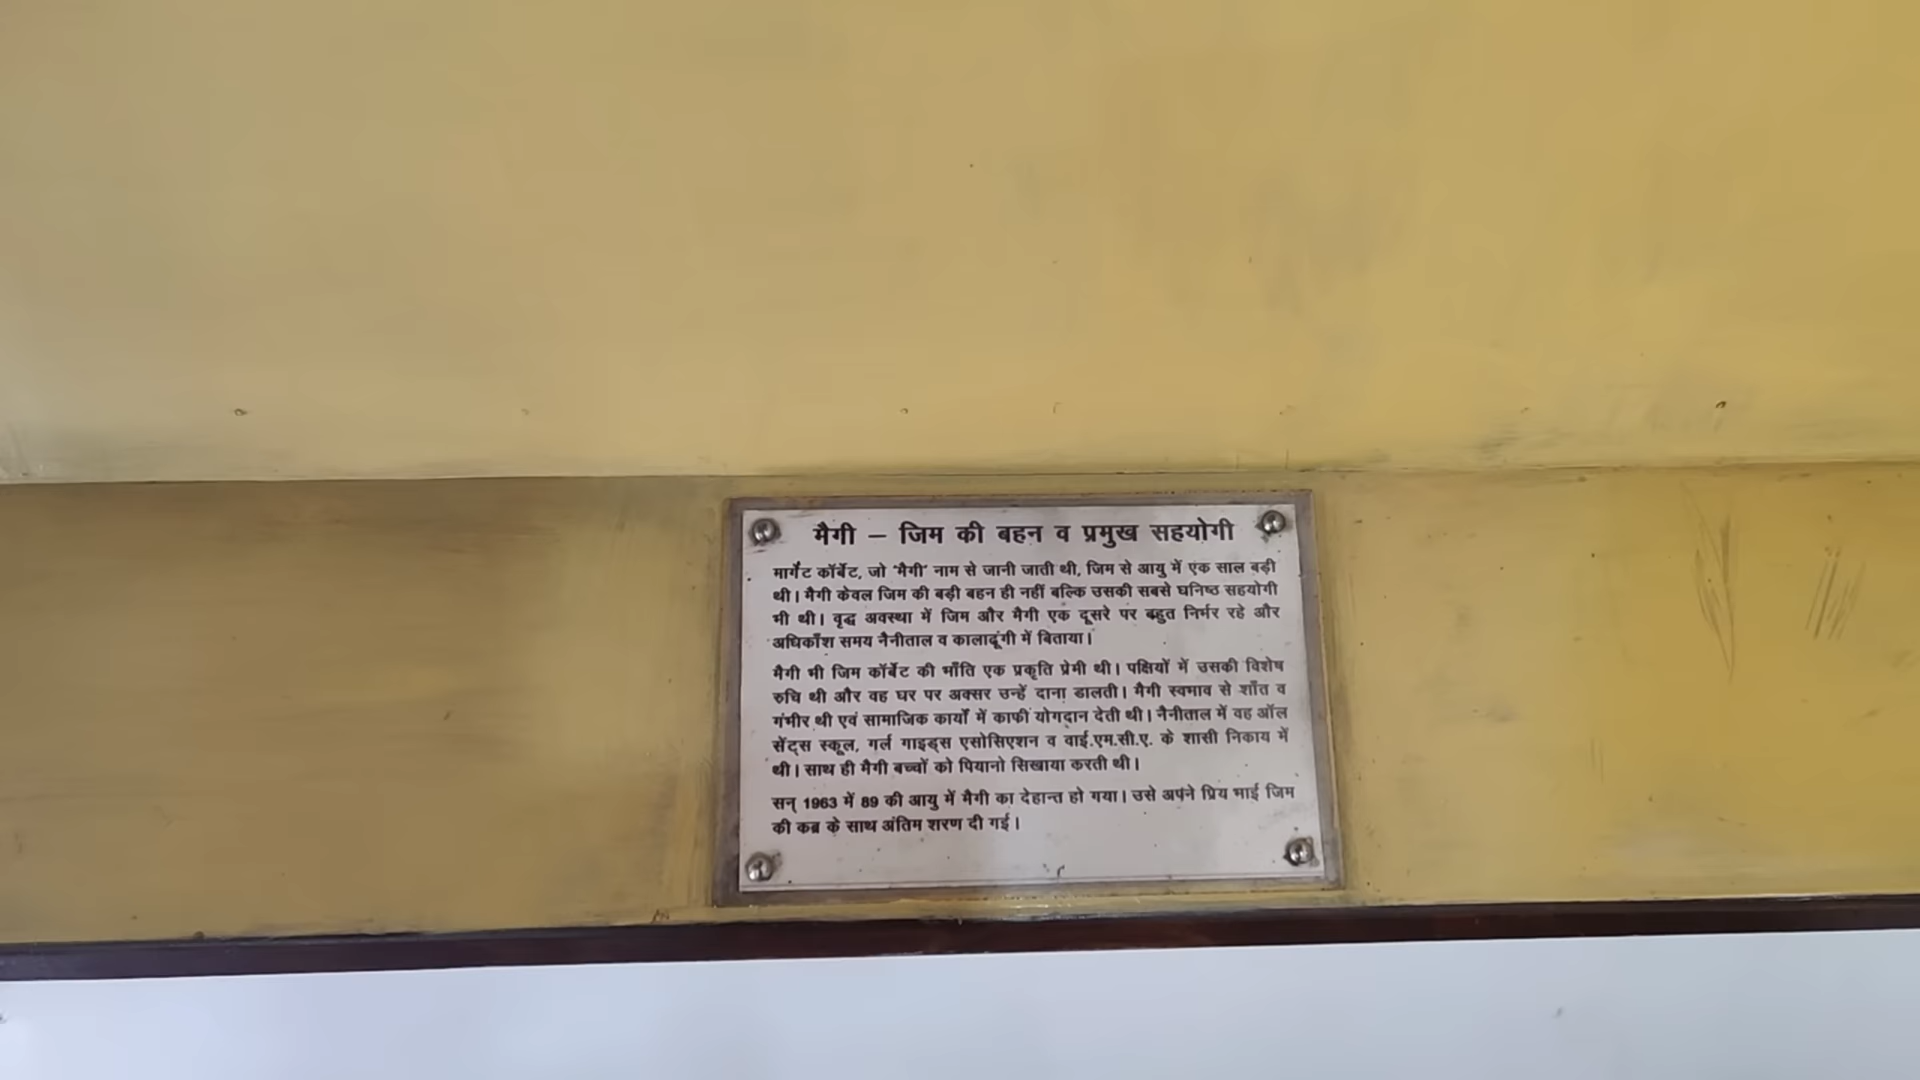 मैगी – जिम की बहन व प्रमुख सहयोगी
मार्गेट कॉर्बेट, जो 'मैगी' नाम से जानी जाती थी, जिम से आयु में एक साल बड़ी
थी। मैगी केवल जिम की बड़ी बहन ही नहीं बल्कि उसकी सबसे घनिष्ठ सहयोगी
भी थी। वृद्ध अवस्था में जिम और मैगी एक दूसरे पर बहुत निर्भर रहे और
अधिकाँश समय नैनीताल व कालाढूंगी में बिताया।
मैगी भी जिम कॉर्बेट की भाँति एक प्रकृति प्रेमी थी। पक्षियों में उसकी विशेष
रुचि थी और वह घर पर अक्सर उन्हें दाना डालती। मैगी स्वभाव से शाँत व
गंभीर थी एवं सामाजिक कार्यों में काफी योगदान देती थी। नैनीताल में वह ऑल
सेंट्स स्कूल, गर्ल गाइड्स एसोसिएशन व वाई.एम.सी.ए. के शासी निकाय में
थी। साथ ही मैगी बच्चों को पियानो सिखाया करती थी।
सन् 1963 में 89 की आयु में मैगी का देहान्त हो गया। उसे अपने प्रिय भाई जिम
की कब्र के साथ अंतिम शरण दी गई।